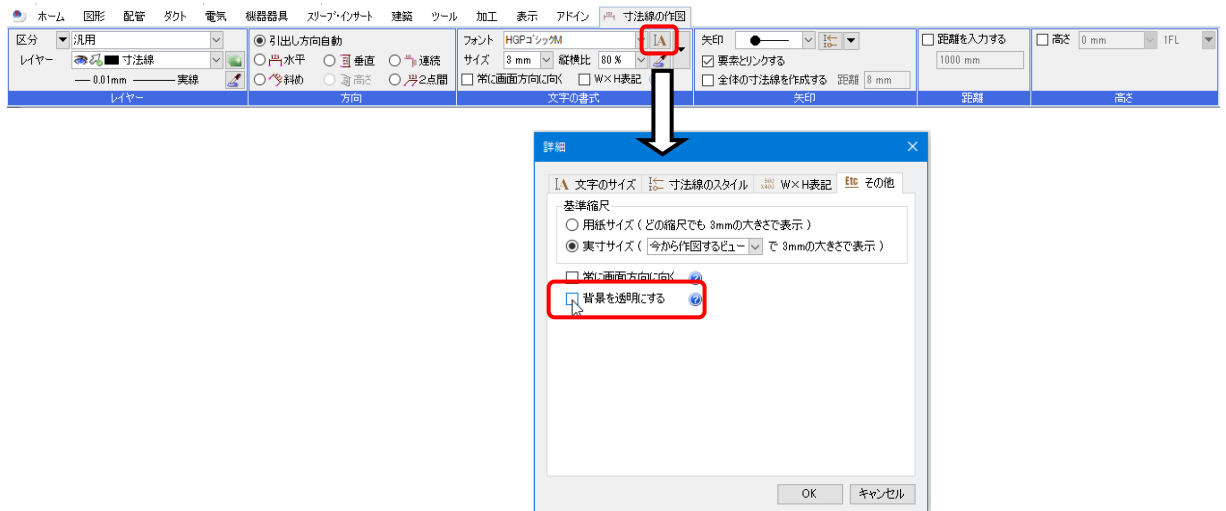 ホーム 図形 配管 ダクト 電気 機器器具 スリーブ・インサート 建築 ツール 加工 表示 アドイン 寸法線の作図
区分 汎用 引出し方向自動 フォント HGPゴシックM IA 矢印 距離を入力する 高さ 0 mm 1FL
レイヤー 寸法線 水平 垂直 連続 サイズ 3 mm 縦横比 80 % 要素とリンクする 1000 mm
0.01mm 実線 斜め 高さ 2点間 常に画面方向に向く W×H表記 全体の寸法線を作成する 距離 8 mm
レイヤー 方向 文字の書式 矢印 距離 高さ
詳細
IA 文字のサイズ 寸法線のスタイル 500 x400 W×H表記 Etc その他
基準縮尺
用紙サイズ ( どの縮尺でも 3mmの大きさで表示 )
実寸サイズ ( 今から作図するビュー で 3mmの大きさで表示 )
常に画面方向に向く
背景を透明にする
OK キャンセル